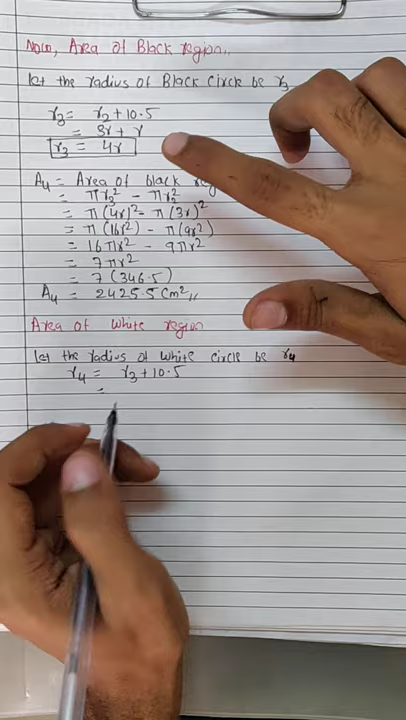 Now, Area of Black region,,
let the radius of Black Circle be r3
r3 = r2 + 10.5
= 3r + r
r3 = 4r
A4 = Area of black reg
= πr3² - πr2²
= π(4r)² - π(3r)²
= π(16r²) - π(9r²)
= 16πr² - 9πr²
= 7πr²
= 7(346.5)
A4 = 2425.5 Cm²,,
Area of White region
let the radius of white circle be r4
r4 = r3 + 10.5
=